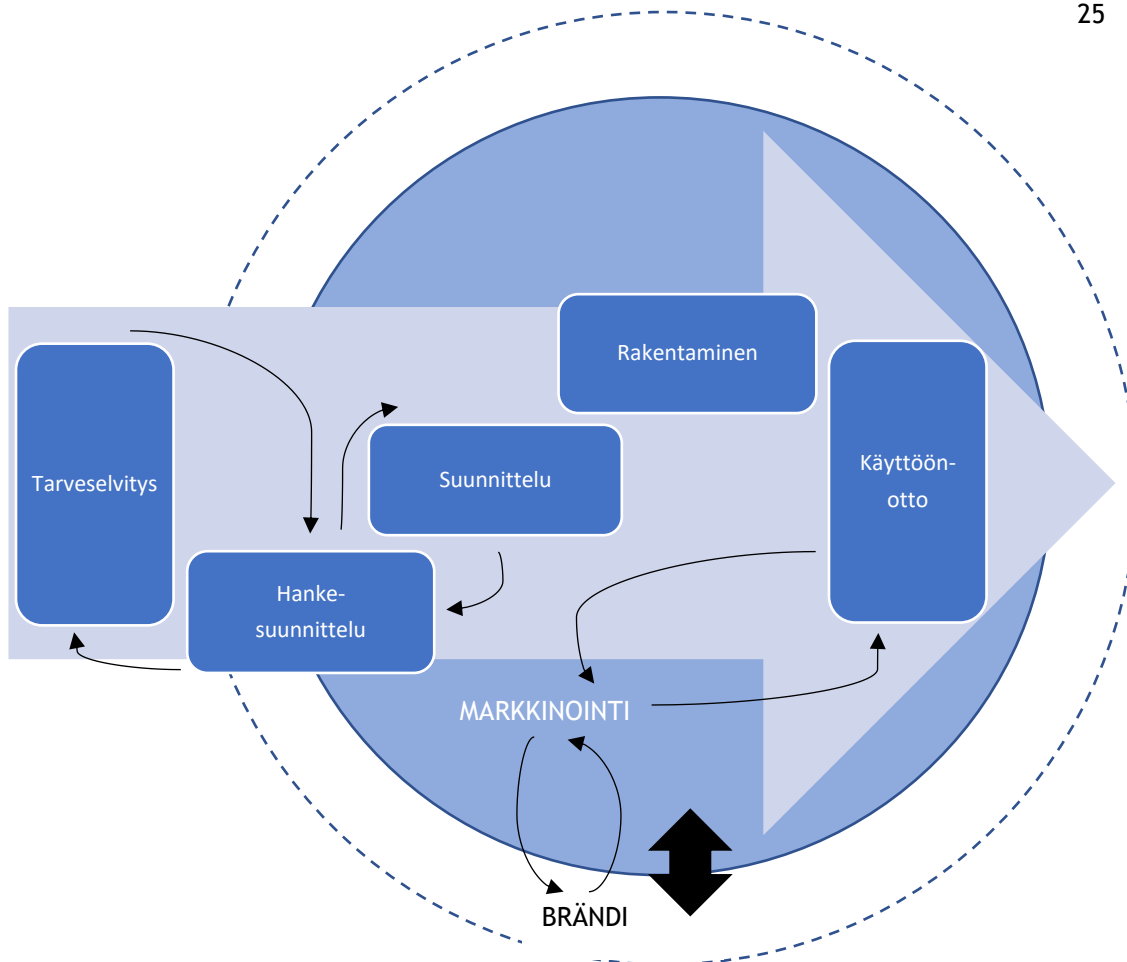 25
Tarveselvitys
Hanke-
suunnittelu
Suunnittelu
Rakentaminen
Käyttöön-
otto
MARKKINOINTI
BRÄNDI